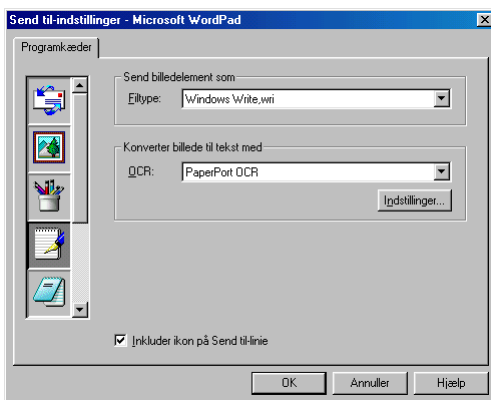 Send til-indstillinger - Microsoft WordPad
Programkæder
Send billedelement som
Filtype: Windows Write,wri
Konverter billede til tekst med
OCR: PaperPort OCR
Indstillinger...
Inkluder ikon på Send til-linie
OK Annuller Hjælp